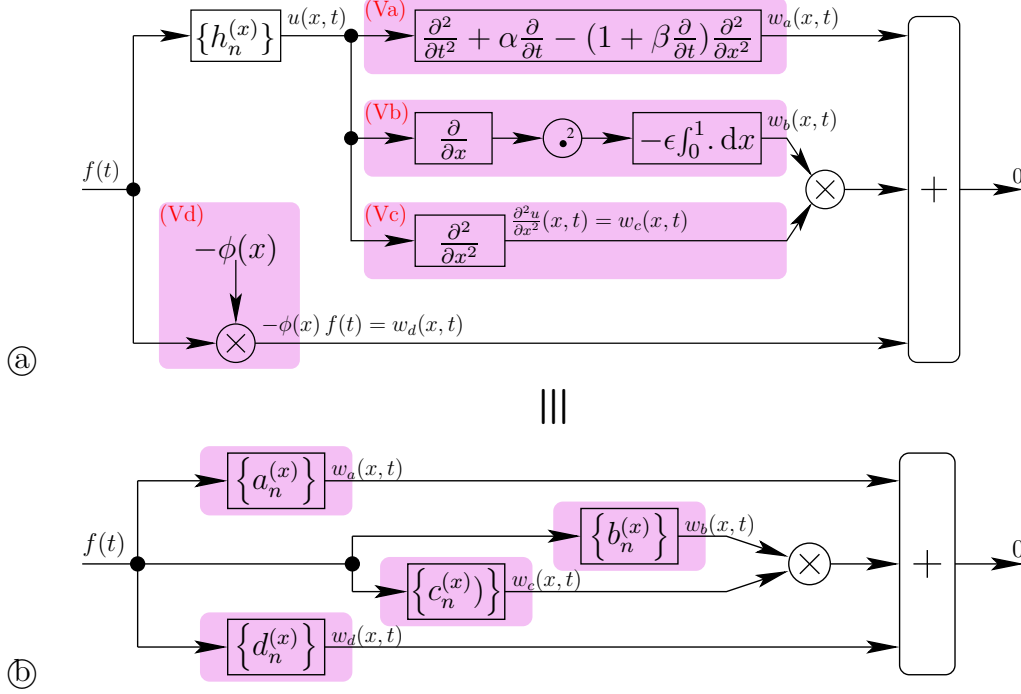 (Va)
f(t)
{h_n^{(x)}}
u(x, t)
∂²/∂t² + α ∂/∂t − (1 + β ∂/∂t) ∂²/∂x²
w_a(x, t)
(Vb)
∂/∂x
•²
−ϵ∫_0^1 . dx
w_b(x, t)
×
+
0
(Vc)
∂²/∂x²
∂²u/∂x² (x, t) = w_c(x, t)
(Vd)
−ϕ(x)
×
−ϕ(x) f(t) = w_d(x, t)
ⓐ
|||
{a_n^{(x)}}
w_a(x, t)
f(t)
{b_n^{(x)}}
w_b(x, t)
×
+
0
{c_n^{(x)})}
w_c(x, t)
{d_n^{(x)}}
w_d(x, t)
ⓑ